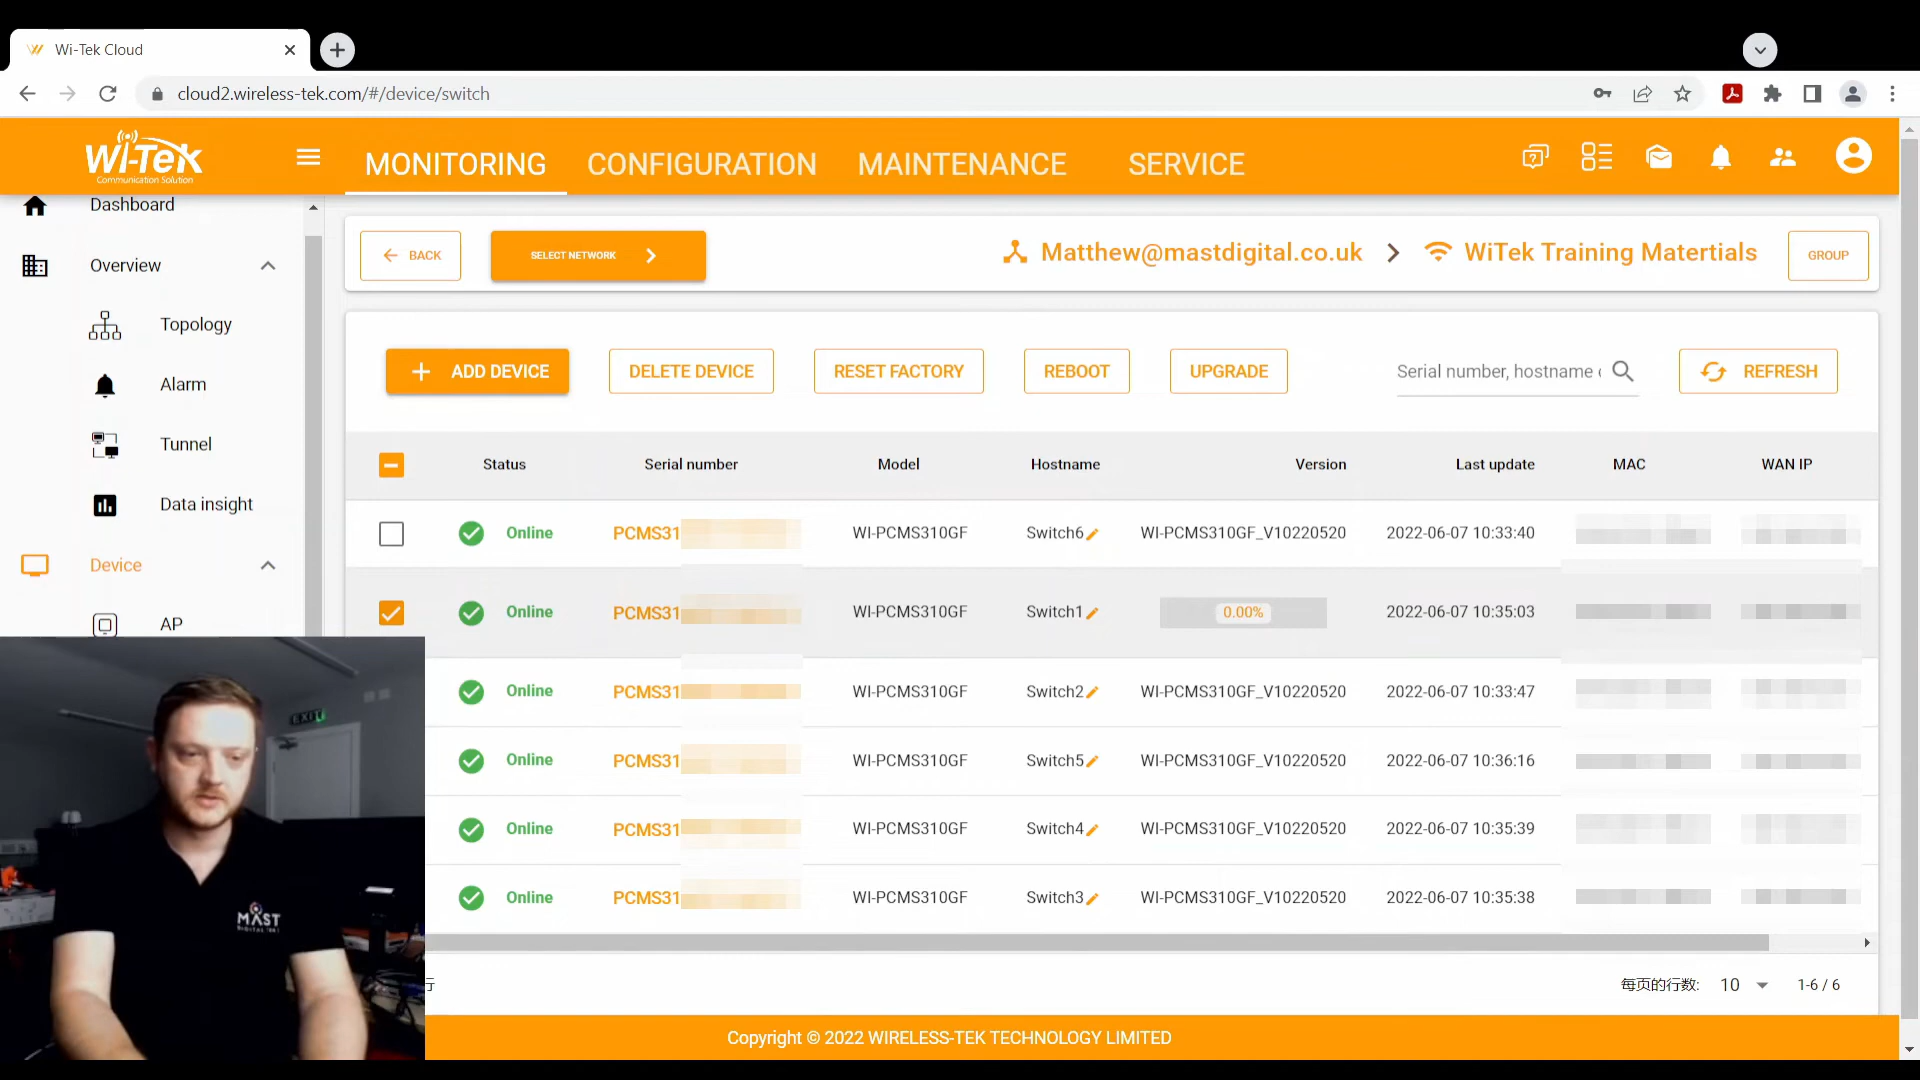 Wi-Tek Cloud
cloud2.wireless-tek.com/#/device/switch
Wi-Tek
Communication Solution
MONITORING CONFIGURATION MAINTENANCE SERVICE
Dashboard
Overview
Topology
Alarm
Tunnel
Data insight
Device
AP
BACK SELECT NETWORK Matthew@mastdigital.co.uk WiTek Training Matertials GROUP
ADD DEVICE DELETE DEVICE RESET FACTORY REBOOT UPGRADE Serial number, hostname REFRESH
Status Serial number Model Hostname Version Last update MAC WAN IP
Online PCMS31 WI-PCMS310GF Switch6 WI-PCMS310GF_V10220520 2022-06-07 10:33:40
Online PCMS31 WI-PCMS310GF Switch1 0.00% 2022-06-07 10:35:03
Online PCMS31 WI-PCMS310GF Switch2 WI-PCMS310GF_V10220520 2022-06-07 10:33:47
Online PCMS31 WI-PCMS310GF Switch5 WI-PCMS310GF_V10220520 2022-06-07 10:36:16
Online PCMS31 WI-PCMS310GF Switch4 WI-PCMS310GF_V10220520 2022-06-07 10:35:39
Online PCMS31 WI-PCMS310GF Switch3 WI-PCMS310GF_V10220520 2022-06-07 10:35:38
行 每页的行数: 10 1-6 / 6
Copyright © 2022 WIRELESS-TEK TECHNOLOGY LIMITED
EXIT
MAST